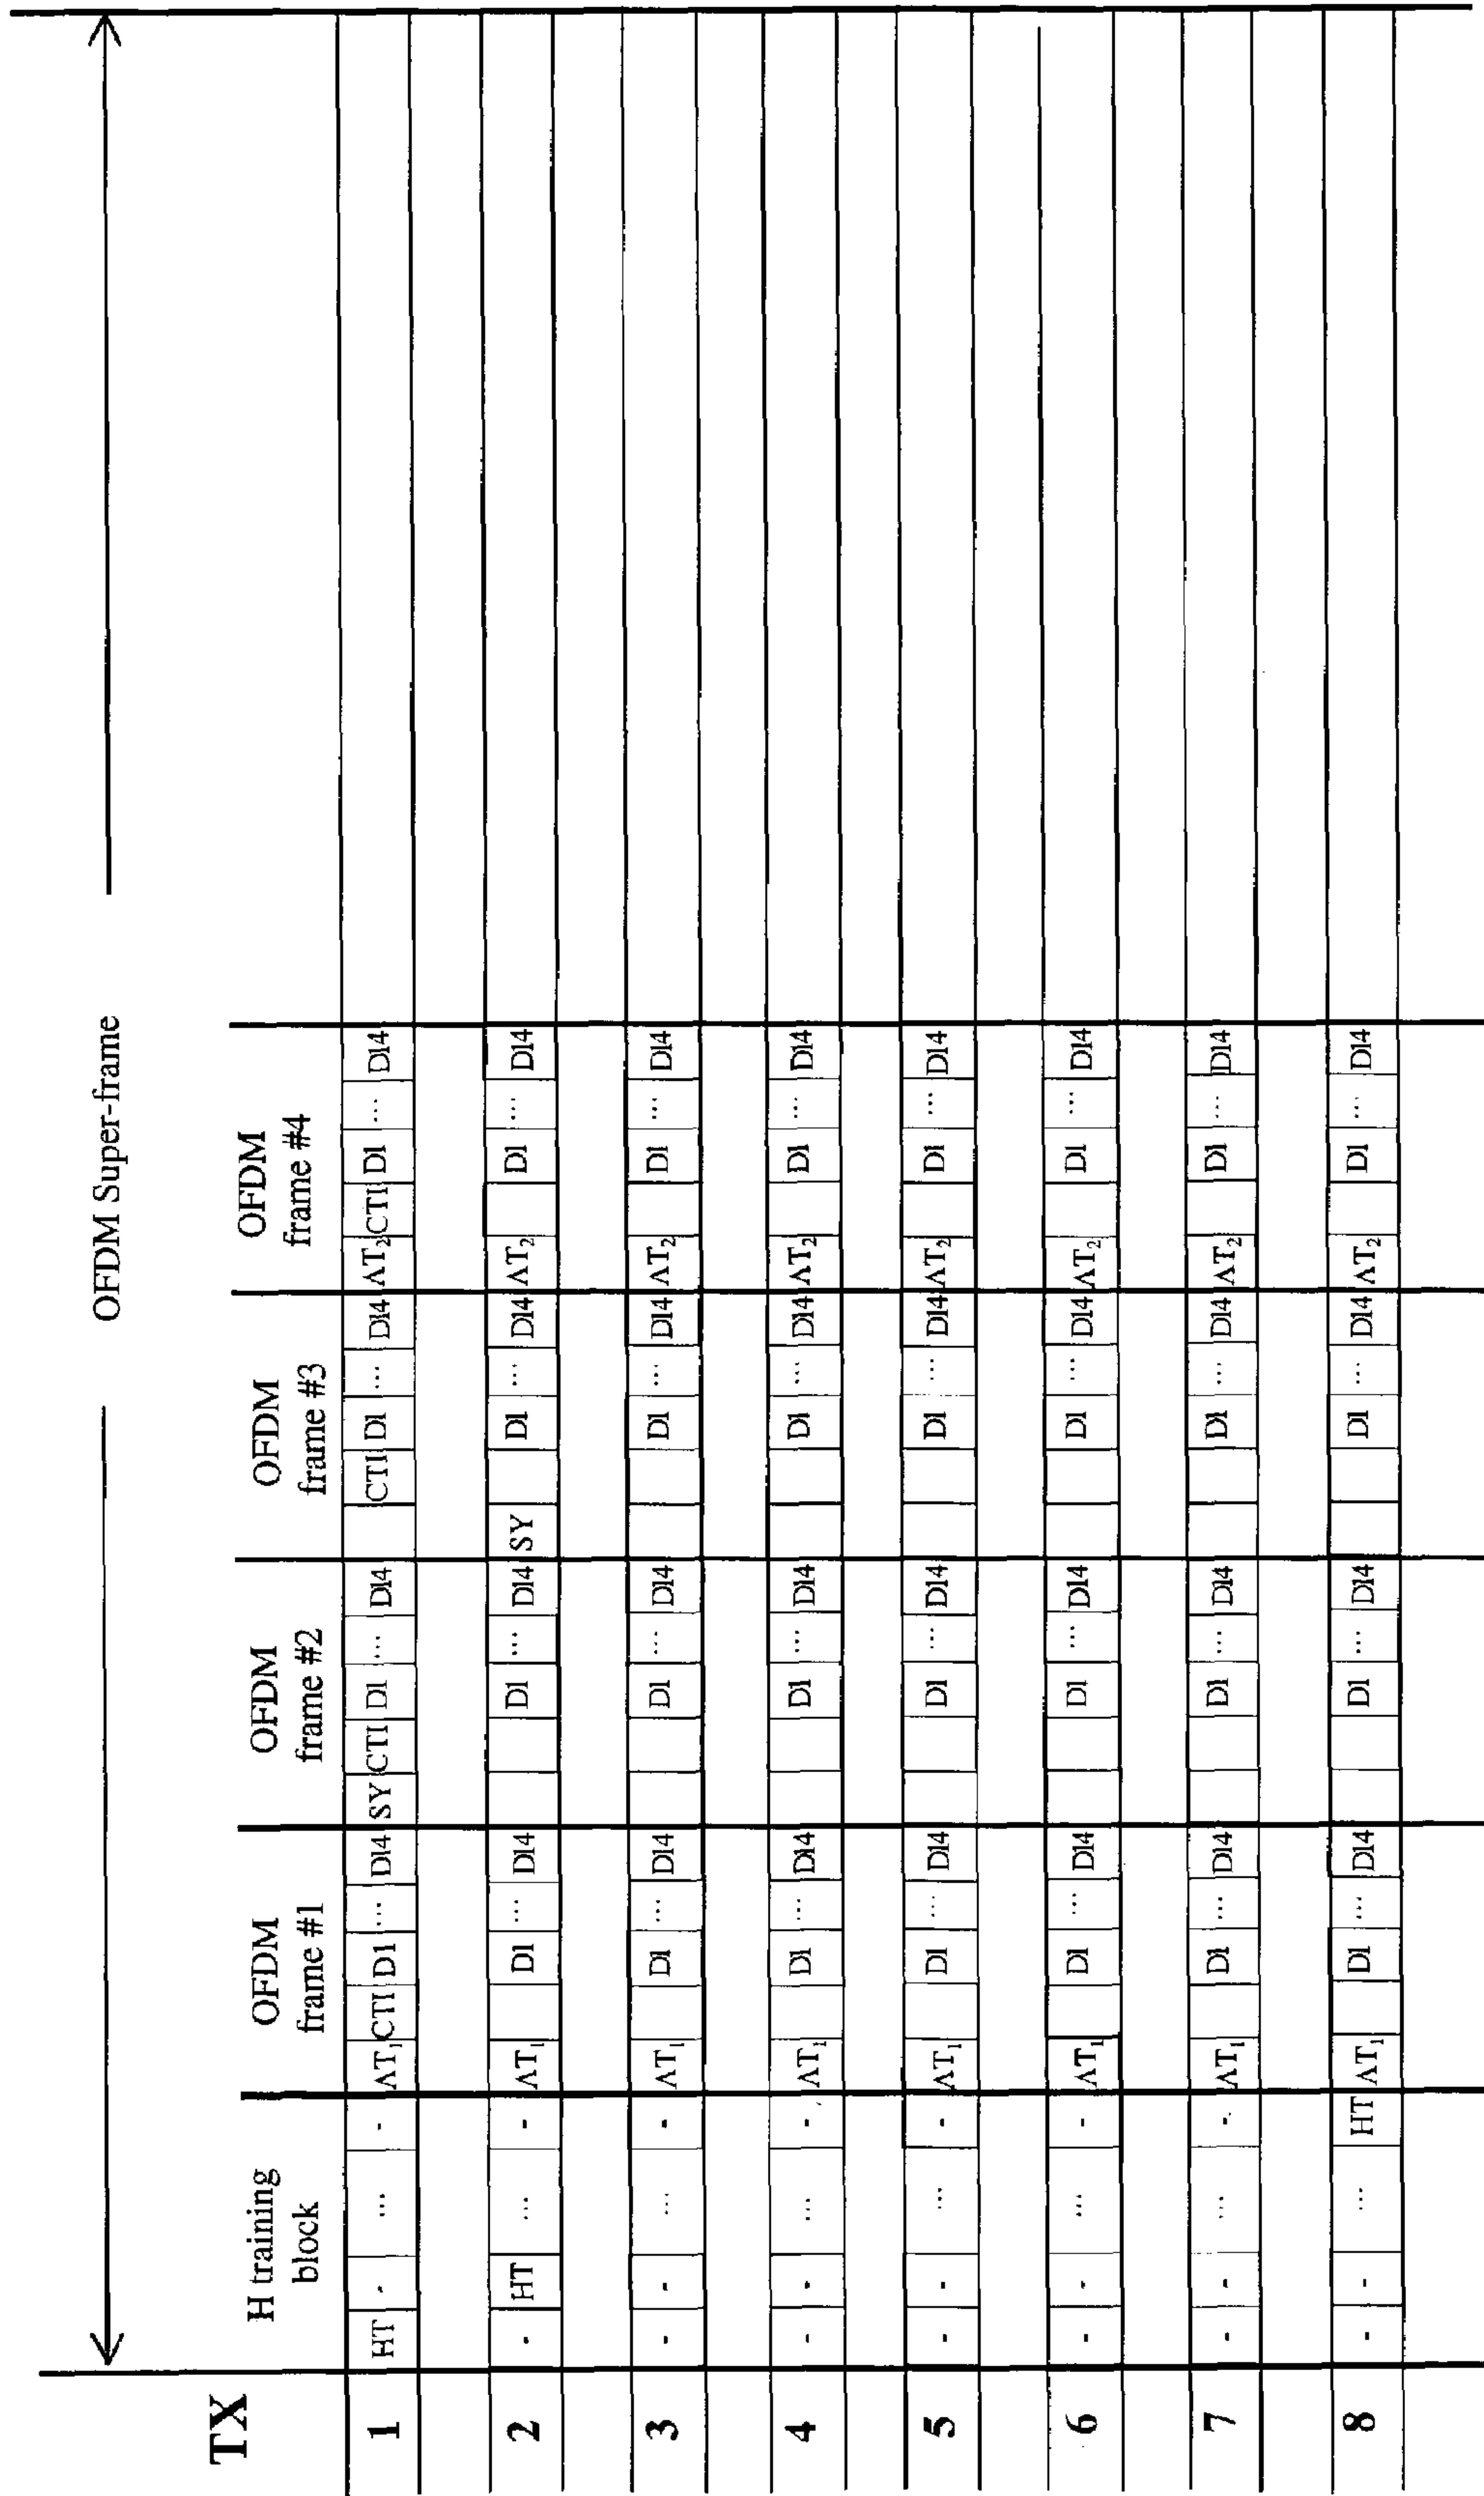 OFDM Super-frame
TX
H training
block
OFDM
frame #1
OFDM
frame #2
OFDM
frame #3
OFDM
frame #4
1 HT - ... - AT₁ CTI D1 ... D14 SY CTI D1 ... D14 CTI D1 ... D14 AT₂ CTI D1 ... D14
2 - HT ... - AT₁ D1 ... D14 D1 ... D14 SY D1 ... D14 AT₂ D1 ... D14
3 - - ... - AT₁ D1 ... D14 D1 ... D14 D1 ... D14 AT₂ D1 ... D14
4 - - ... - AT₁ D1 ... D14 D1 ... D14 D1 ... D14 AT₂ D1 ... D14
5 - - ... - AT₁ D1 ... D14 D1 ... D14 D1 ... D14 AT₂ D1 ... D14
6 - - ... - AT₁ D1 ... D14 D1 ... D14 D1 ... D14 AT₂ D1 ... D14
7 - - ... - AT₁ D1 ... D14 D1 ... D14 D1 ... D14 AT₂ D1 ... D14
8 - - ... HT AT₁ D1 ... D14 D1 ... D14 D1 ... D14 AT₂ D1 ... D14